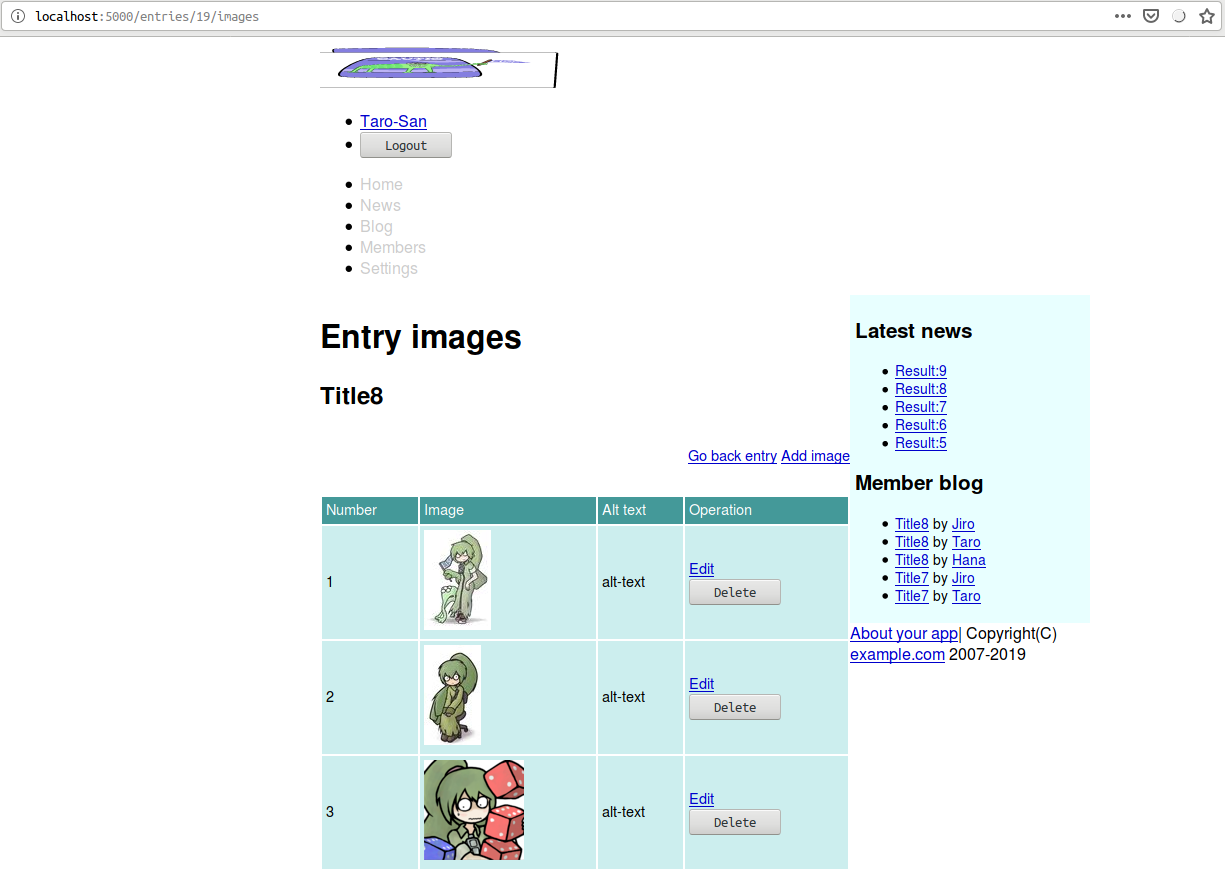 localhost:5000/entries/19/images
Taro-San
Logout
Home
News
Blog
Members
Settings
Entry images
Title8
Go back entry Add image
Number Image Alt text Operation
1 alt-text Edit
Delete
2 alt-text Edit
Delete
3 alt-text Edit
Delete
Latest news
Result:9
Result:8
Result:7
Result:6
Result:5
Member blog
Title8 by Jiro
Title8 by Taro
Title8 by Hana
Title7 by Jiro
Title7 by Taro
About your app| Copyright(C)
example.com 2007-2019